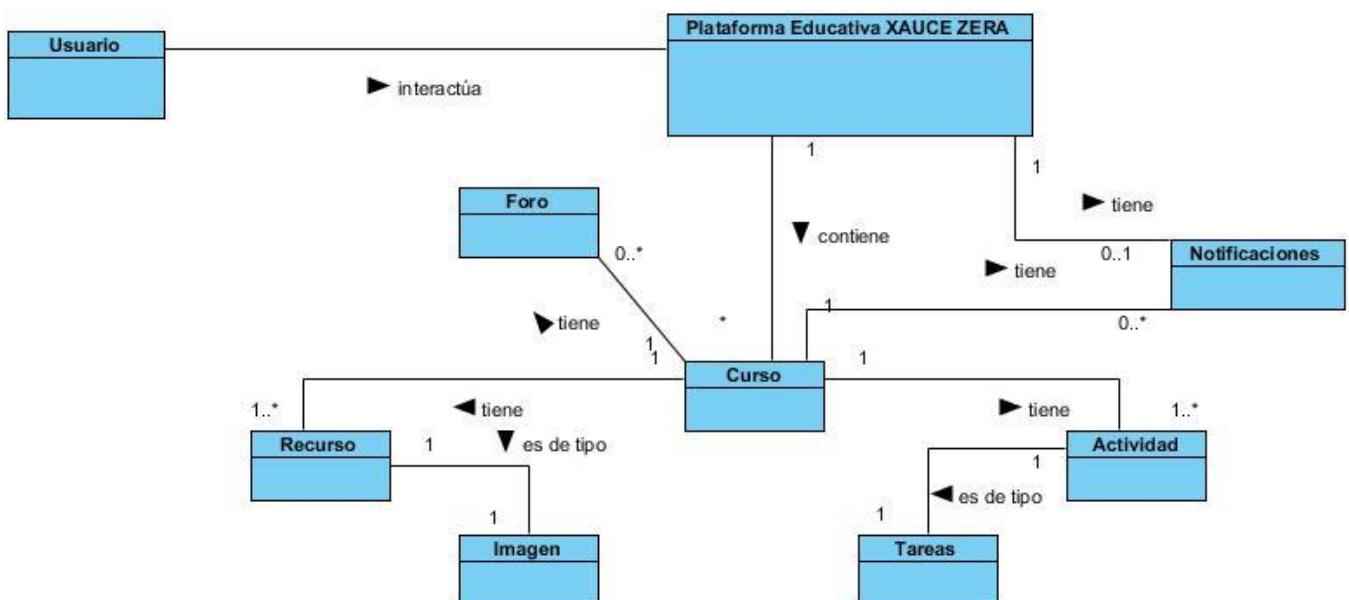 Plataforma Educativa XAUCE ZERA
Usuario
interactúa
1
1
tiene
Foro
contiene
0..*
0..1
Notificaciones
tiene
1
tiene
*
0..*
1
1
1
Curso
1..*
tiene
tiene
1..*
Recurso
1
es de tipo
Actividad
1
es de tipo
1
1
Imagen
Tareas